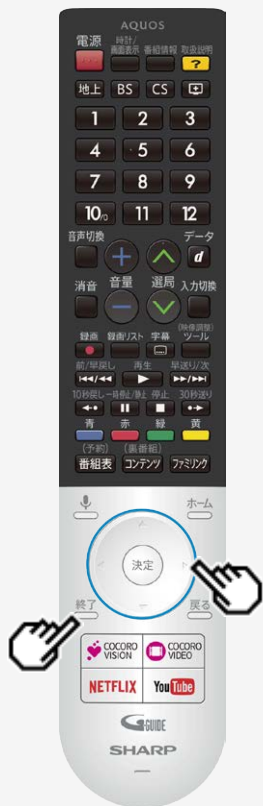 AQUOS
電源 時計/画面表示 番組情報 取扱説明
?
地上 BS CS
1 2 3
4 5 6
7 8 9
10 11 12
音声切換 + データ
d
消音 音量 選局 入力切換
−
(映像調整)
録画 録画リスト 字幕 ツール
前/早戻し 再生 早送り/次
10秒戻し 一時停止/静止 停止 30秒送り
青 赤 緑 黄
(予約) (裏番組)
番組表 コンテンツ ファミリンク
ホーム
決定
終了 戻る
COCORO VISION COCORO VIDEO
NETFLIX YouTube
G-GUIDE
SHARP